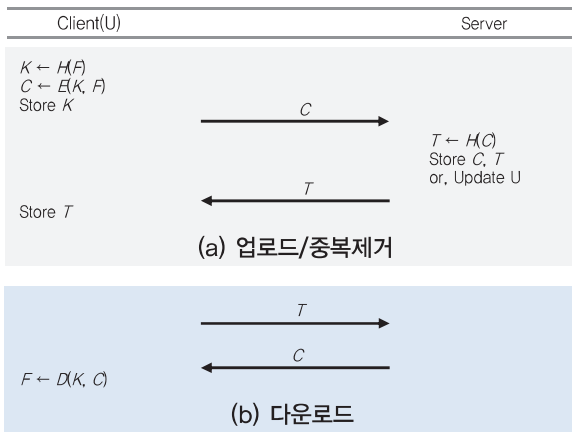 Client(U) Server
K ← H(F)
C ← E(K, F)
Store K
C
T ← H(C)
Store C, T
or, Update U
T
Store T
(a) 업로드/중복제거
T
C
F ← D(K, C)
(b) 다운로드